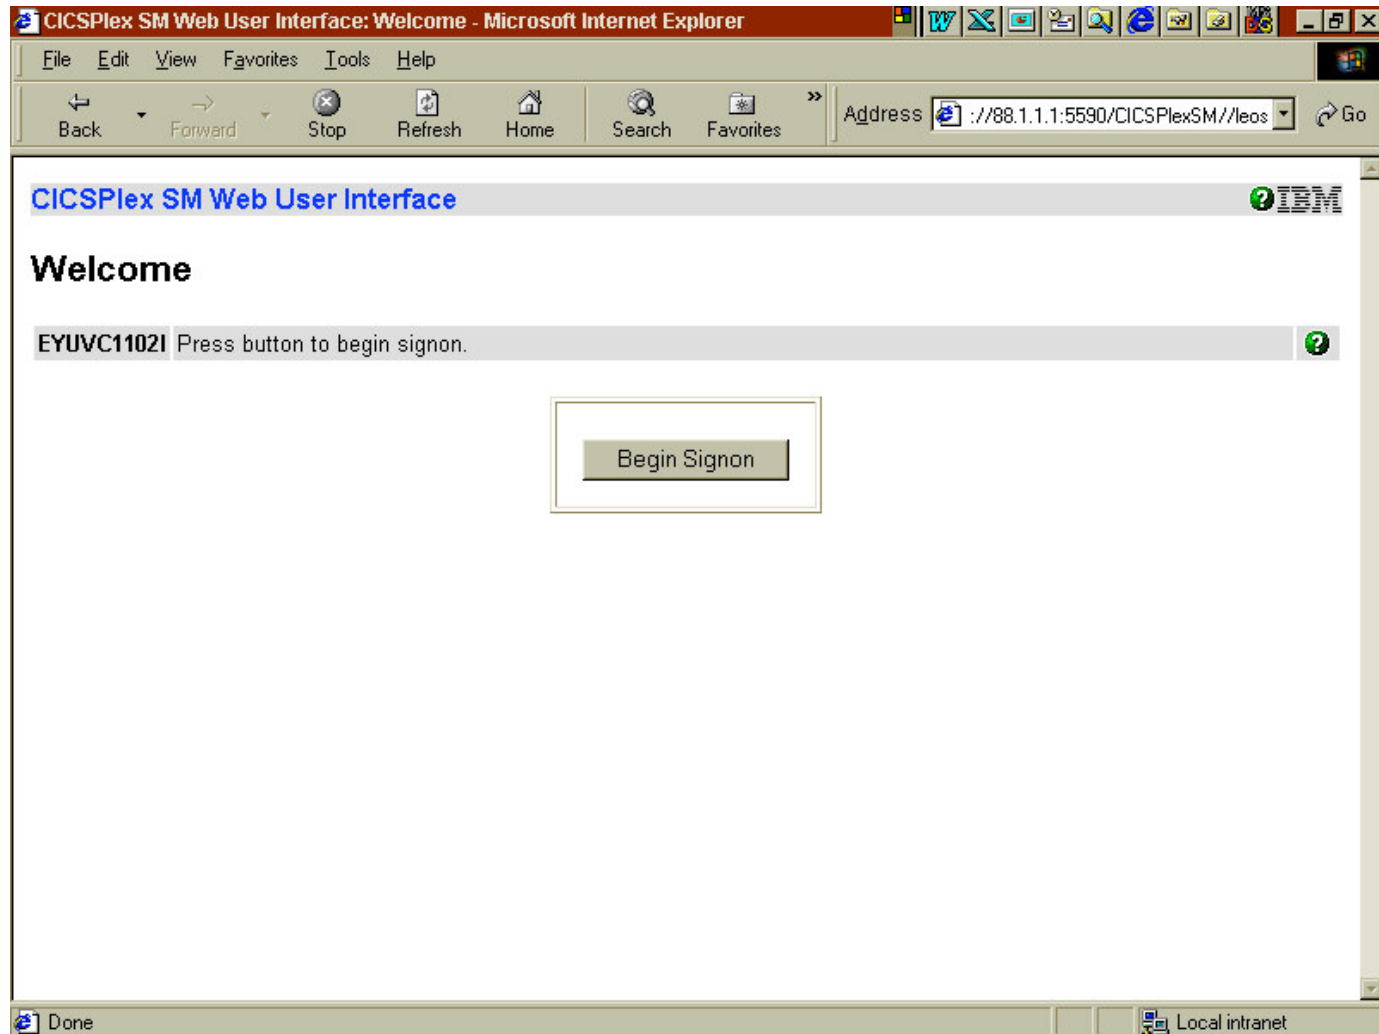 CICSPlex SM Web User Interface: Welcome - Microsoft Internet Explorer
File Edit View Favorites Tools Help
Back Forward Stop Refresh Home Search Favorites » Address ://88.1.1.1:5590/CICSPlexSM//leos Go
CICSPlex SM Web User Interface IBM
Welcome
EYUVC1102I Press button to begin signon.
Begin Signon
Done Local intranet